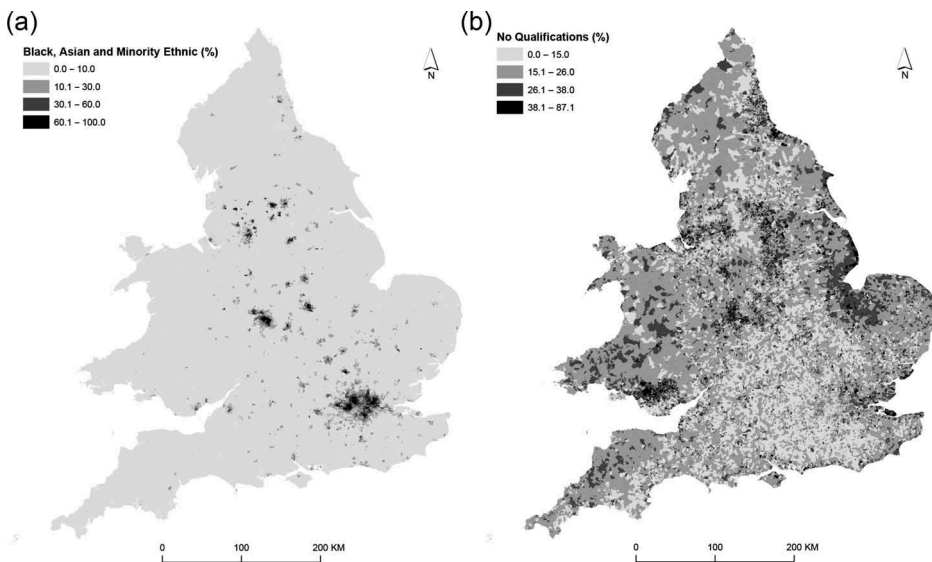 (a)
Black, Asian and Minority Ethnic (%)
0.0 – 10.0
10.1 – 30.0
30.1 – 60.0
60.1 – 100.0
N
0 100 200 KM
(b)
No Qualifications (%)
0.0 – 15.0
15.1 – 26.0
26.1 – 38.0
38.1 – 87.1
N
0 100 200 KM